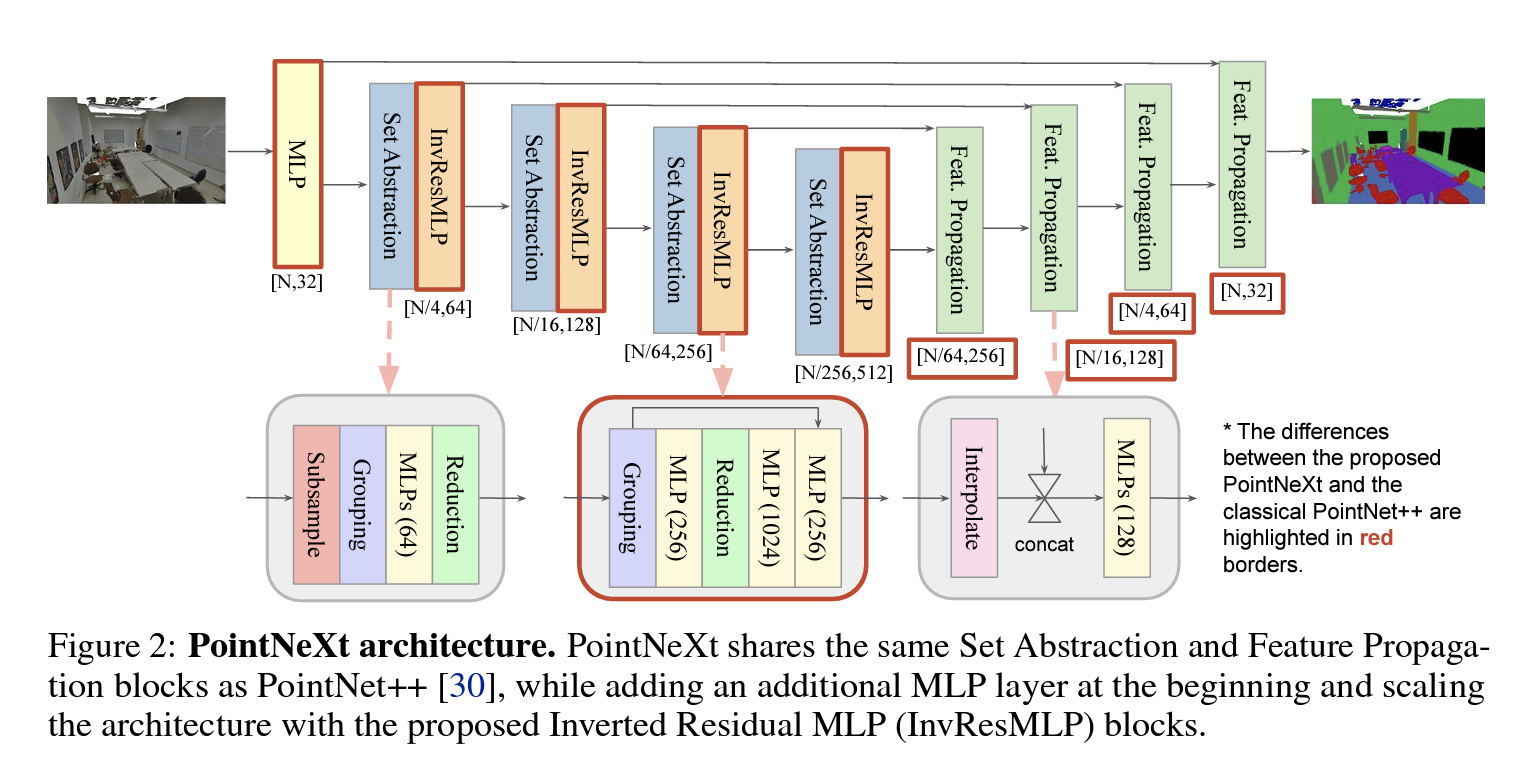 MLP
[N,32]
Set Abstraction
InvResMLP
[N/4,64]
Set Abstraction
InvResMLP
[N/16,128]
Set Abstraction
InvResMLP
[N/64,256]
Set Abstraction
InvResMLP
[N/256,512]
Feat. Propagation
[N/64,256]
Feat. Propagation
[N/16,128]
Feat. Propagation
[N/4,64]
Feat. Propagation
[N,32]
Subsample
Grouping
MLPs (64)
Reduction
Grouping
MLP (256)
Reduction
MLP (1024)
MLP (256)
Interpolate
concat
MLPs (128)
* The differences
between the proposed
PointNeXt and the
classical PointNet++ are
highlighted in red
borders.
Figure 2: PointNeXt architecture. PointNeXt shares the same Set Abstraction and Feature Propaga-
tion blocks as PointNet++ [30], while adding an additional MLP layer at the beginning and scaling
the architecture with the proposed Inverted Residual MLP (InvResMLP) blocks.